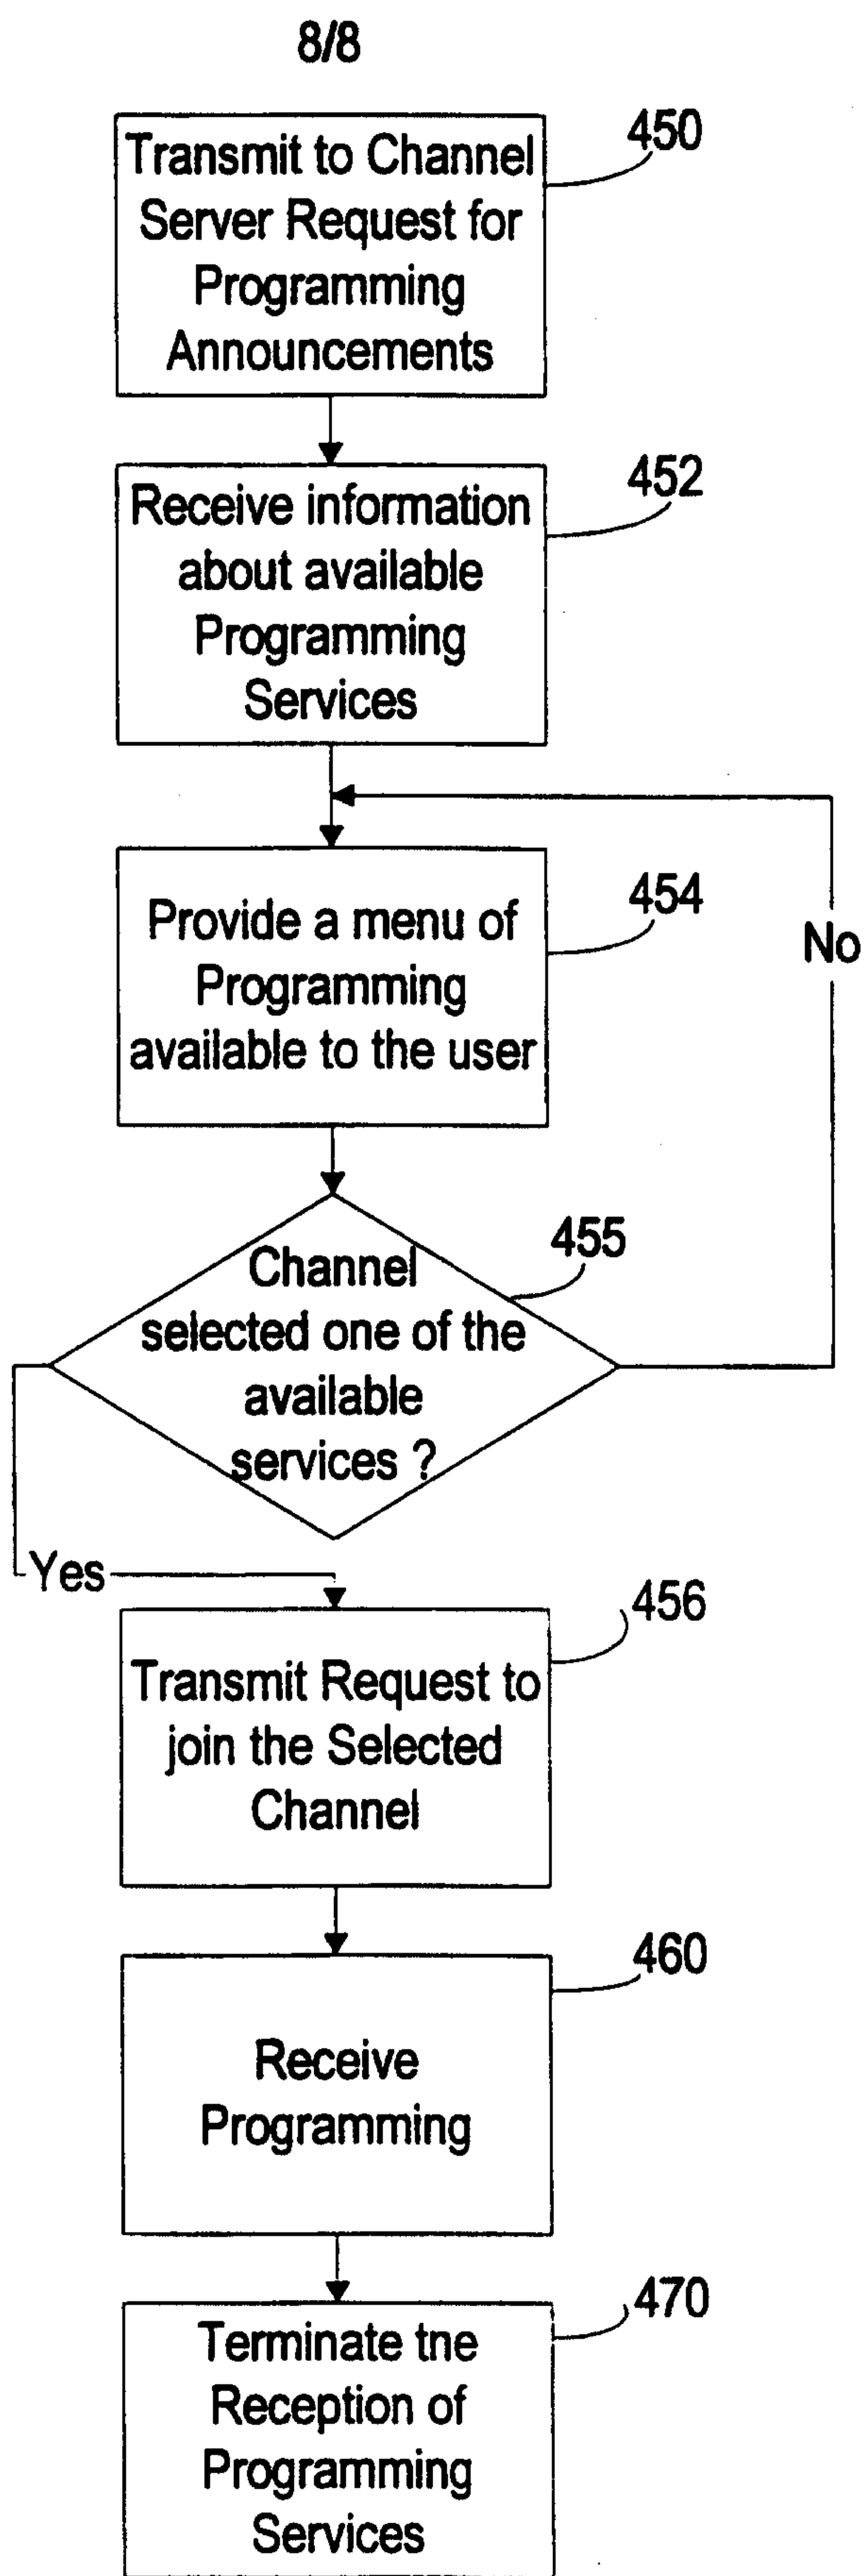 8/8
450
Transmit to Channel
Server Request for
Programming
Announcements
452
Receive information
about available
Programming
Services
454
Provide a menu of
Programming
available to the user
No
455
Channel
selected one of the
available
services ?
Yes
456
Transmit Request to
join the Selected
Channel
460
Receive
Programming
470
Terminate tne
Reception of
Programming
Services